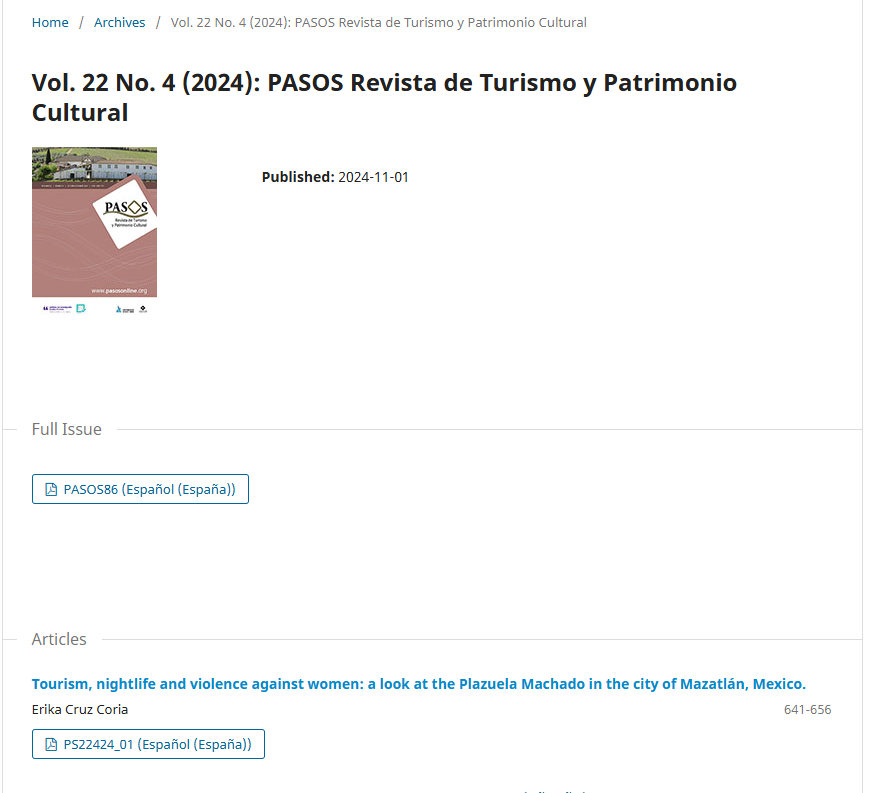 Home / Archives / Vol. 22 No. 4 (2024): PASOS Revista de Turismo y Patrimonio Cultural
Vol. 22 No. 4 (2024): PASOS Revista de Turismo y Patrimonio
Cultural
PASOS
Revista de Turismo
y Patrimonio Cultural
www.pasosonline.org
Published: 2024-11-01
Full Issue
PASOS86 (Español (España))
Articles
Tourism, nightlife and violence against women: a look at the Plazuela Machado in the city of Mazatlán, Mexico.
Erika Cruz Coria 641-656
PS22424_01 (Español (España))